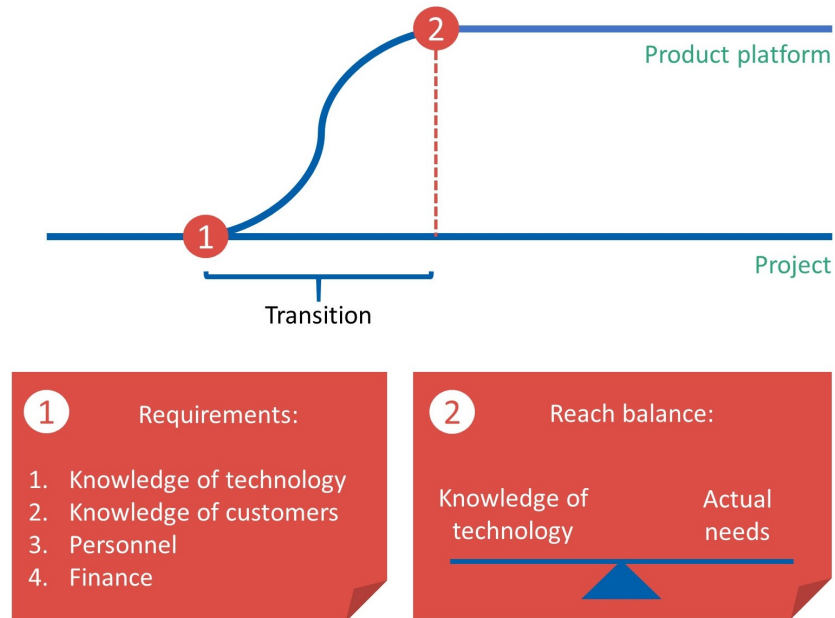 2
Product platform
1
Project
Transition
1
Requirements:
1. Knowledge of technology
2. Knowledge of customers
3. Personnel
4. Finance
2
Reach balance:
Knowledge of
technology
Actual
needs